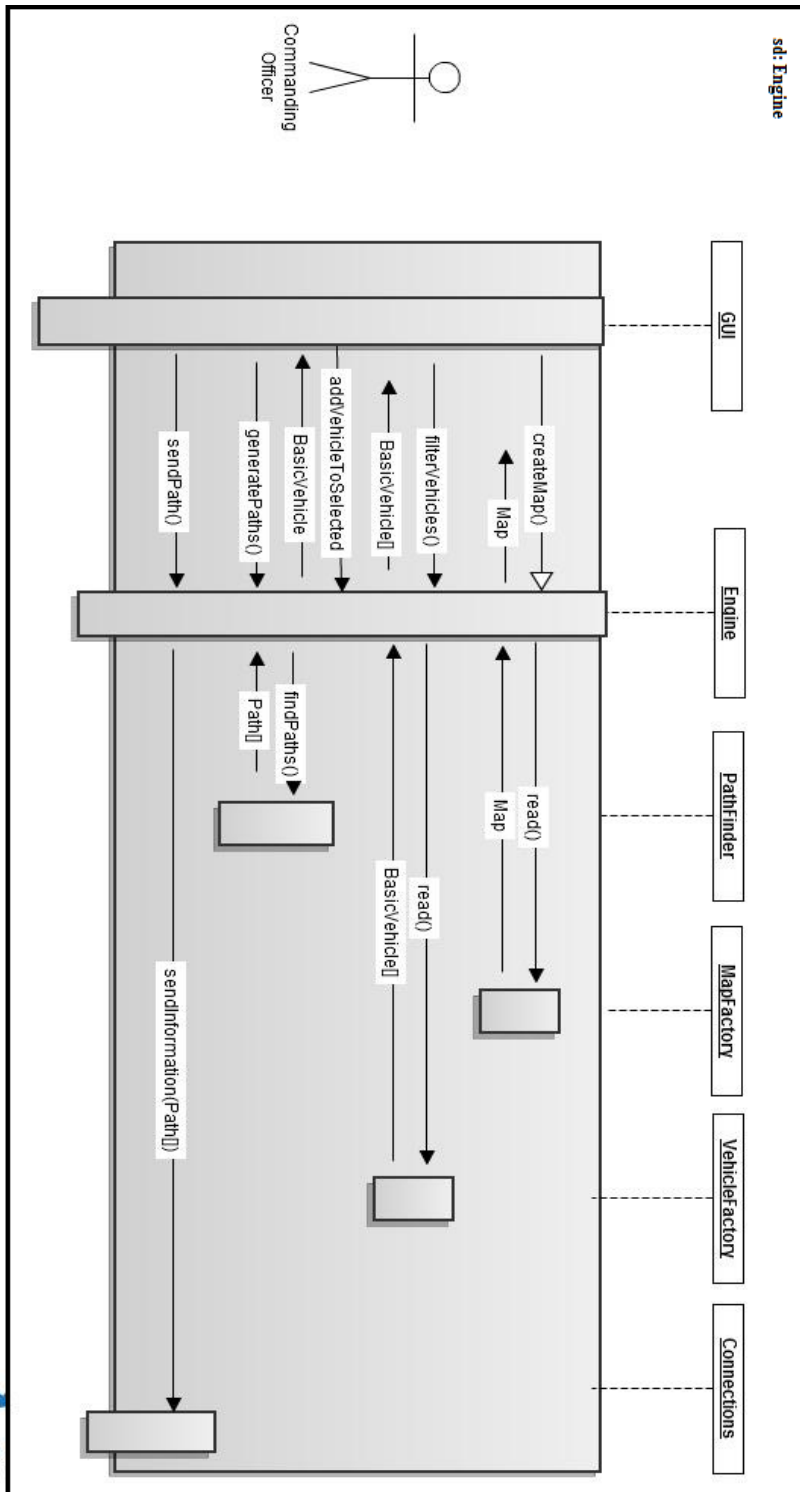 sd: Engine
GUI
Engine
PathFinder
MapFactory
VehicleFactory
Connections
Commanding
Officer
createMap()
read()
Map
Map
filterVehicles()
read()
BasicVehicle[]
BasicVehicle[]
addVehicleToSelected
BasicVehicle
findPaths()
generatePaths()
Path[]
sendPath()
sendInformation(Path[])